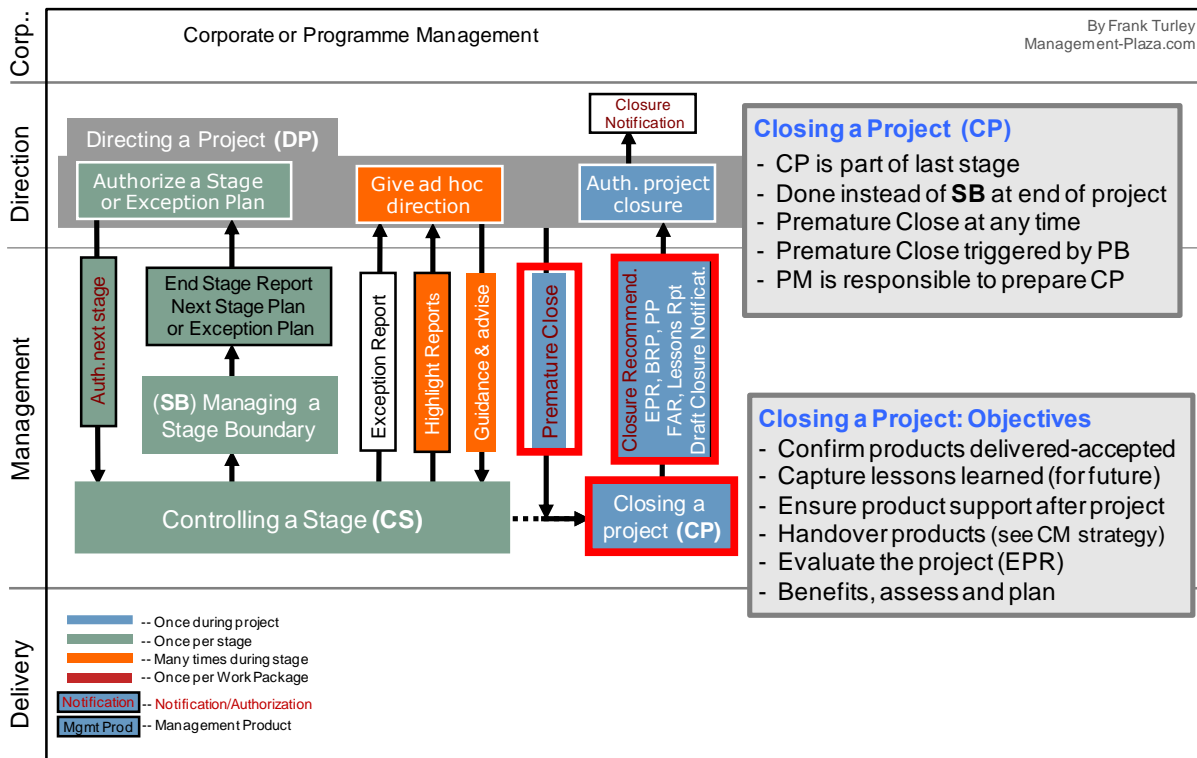 Corp..
Corporate or Programme Management
By Frank Turley
Management-Plaza.com
Direction
Directing a Project (DP)
Authorize a Stage
or Exception Plan
Give ad hoc
direction
Closure
Notification
Auth. project
closure
Closing a Project (CP)
- CP is part of last stage
- Done instead of SB at end of project
- Premature Close at any time
- Premature Close triggered by PB
- PM is responsible to prepare CP
Management
Auth.next stage
End Stage Report
Next Stage Plan
or Exception Plan
(SB) Managing a
Stage Boundary
Exception Report
Highlight Reports
Guidance & advise
Premature Close
Closure Recommend.
EPR, BRP, PP
FAR, Lessons Rpt
Draft Closure Notificat.
Controlling a Stage (CS)
Closing a
project (CP)
Closing a Project: Objectives
- Confirm products delivered-accepted
- Capture lessons learned (for future)
- Ensure product support after project
- Handover products (see CM strategy)
- Evaluate the project (EPR)
- Benefits, assess and plan
Delivery
-- Once during project
-- Once per stage
-- Many times during stage
-- Once per Work Package
Notification -- Notification/Authorization
Mgmt Prod -- Management Product